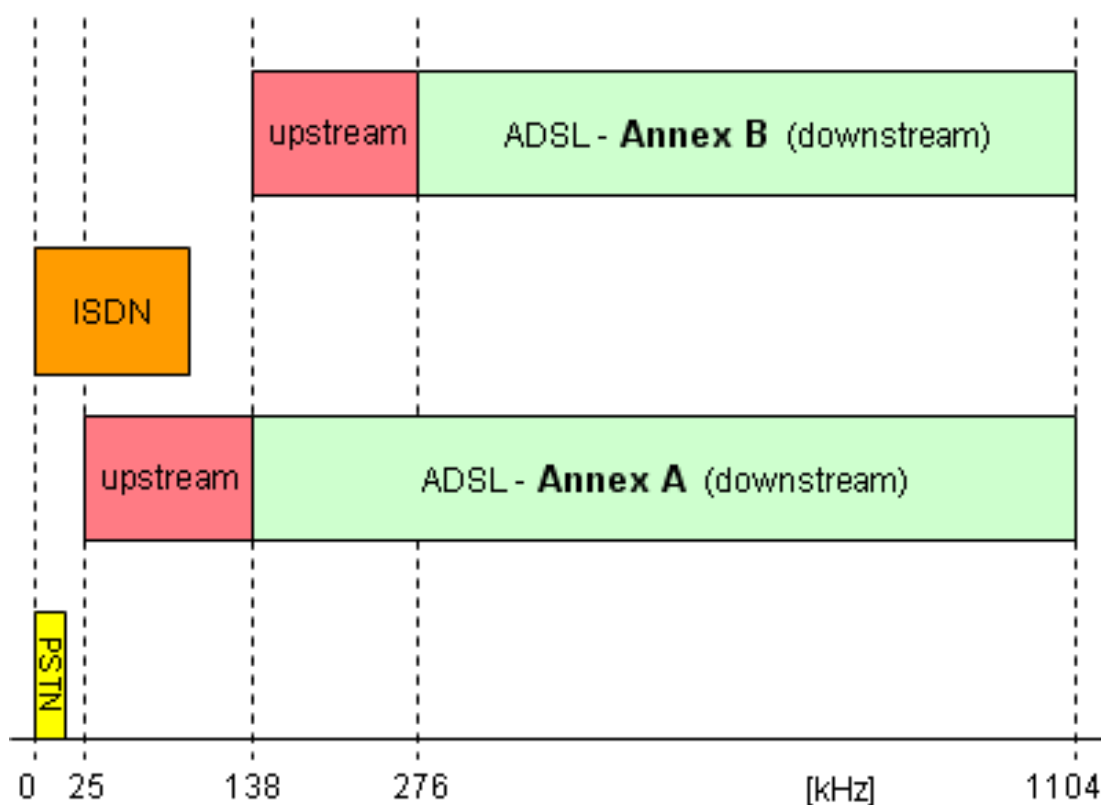 upstream
ADSL - Annex B (downstream)
ISDN
upstream
ADSL - Annex A (downstream)
PSTN
0 25 138 276 [kHz] 1104